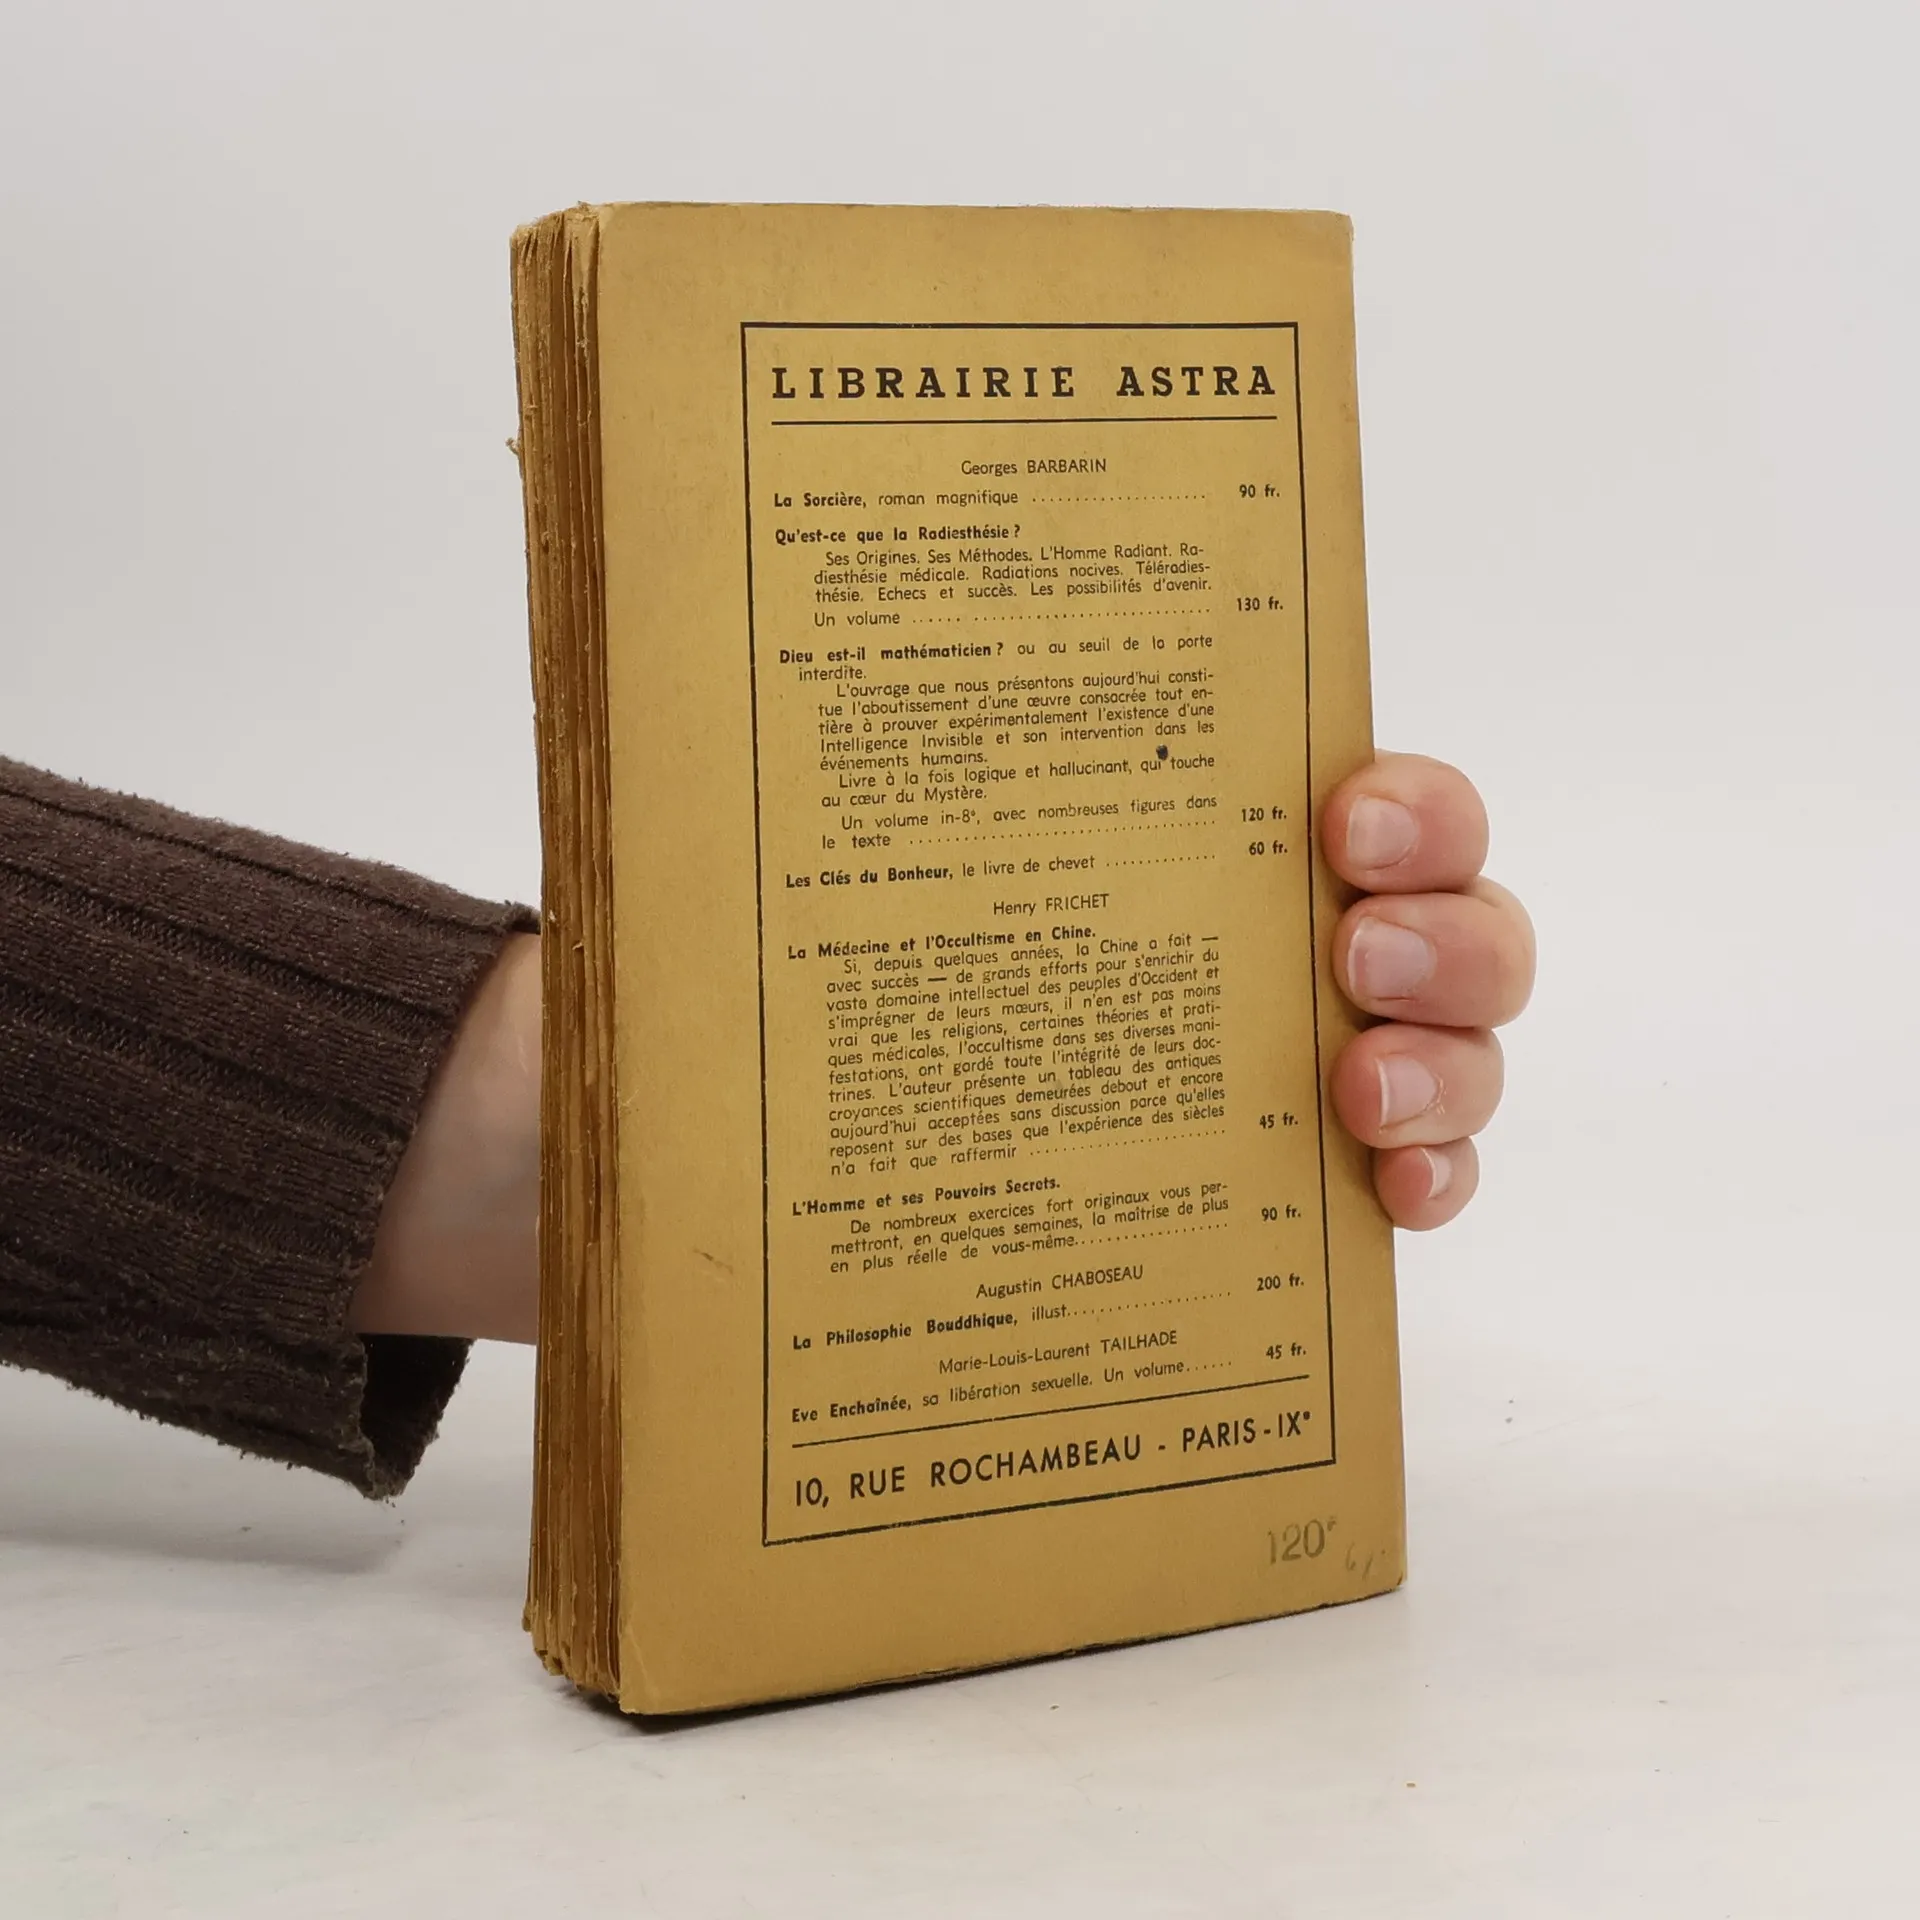 LIBRAIRIE ASTRA
Georges BARBARIN
La Sorcière, roman magnifique .................... 90 fr.
Qu'est-ce que la Radiesthésie ?
Ses Origines. Ses Méthodes. L'Homme Radiant. Ra-
diesthésie médicale. Radiations nocives. Téléradies-
thésie. Echecs et succès. Les possibilités d'avenir.
Un volume ...... ........................... 130 fr.
Dieu est-il mathématicien ? ou au seuil de la porte
interdite.
L'ouvrage que nous présentons aujourd'hui consti-
tue l'aboutissement d'une œuvre consacrée tout en-
tière à prouver expérimentalement l'existence d'une
Intelligence Invisible et son intervention dans les
événements humains.
Livre à la fois logique et hallucinant, qui touche
au cœur du Mystère.
Un volume in-8°, avec nombreuses figures dans
le texte .................................. 120 fr.
Les Clés du Bonheur, le livre de chevet ............. 60 fr.
Henry FRICHET
La Médecine et l'Occultisme en Chine.
Si, depuis quelques années, la Chine a fait —
avec succès — de grands efforts pour s'enrichir du
vaste domaine intellectuel des peuples d'Occident et
s'imprégner de leurs mœurs, il n'en est pas moins
vrai que les religions, certaines théories et prati-
ques médicales, l'occultisme dans ses diverses mani-
festations, ont gardé toute l'intégrité de leurs doc-
trines. L'auteur présente un tableau des antiques
croyances scientifiques demeurées debout et encore
aujourd'hui acceptées sans discussion parce qu'elles
reposent sur des bases que l'expérience des siècles
n'a fait que raffermir ...................... 45 fr.
L'Homme et ses Pouvoirs Secrets.
De nombreux exercices fort originaux vous per-
mettront, en quelques semaines, la maîtrise de plus
en plus réelle de vous-même.................. 90 fr.
Augustin CHABOSEAU
La Philosophie Bouddhique, illust................... 200 fr.
Marie-Louis-Laurent TAILHADE
Eve Enchaînée, sa libération sexuelle. Un volume...... 45 fr.
10, RUE ROCHAMBEAU - PARIS-IXe
120F